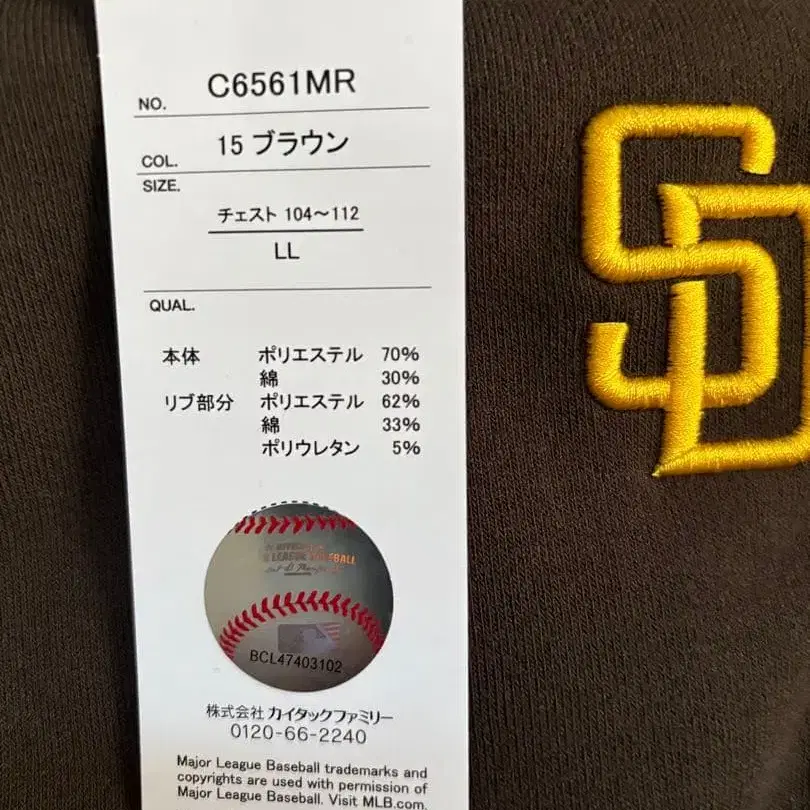 NO. C6561MR
COL. 15 ブラウン
SIZE.
チェスト 104～112
LL
QUAL.
本体 ポリエステル 70%
綿 30%
リブ部分 ポリエステル 62%
綿 33%
ポリウレタン 5%
BCL47403102
株式会社 カイタックファミリー
0120-66-2240
Major League Baseball trademarks and
copyrights are used with permission of
Major League Baseball. Visit MLB.com.
SD